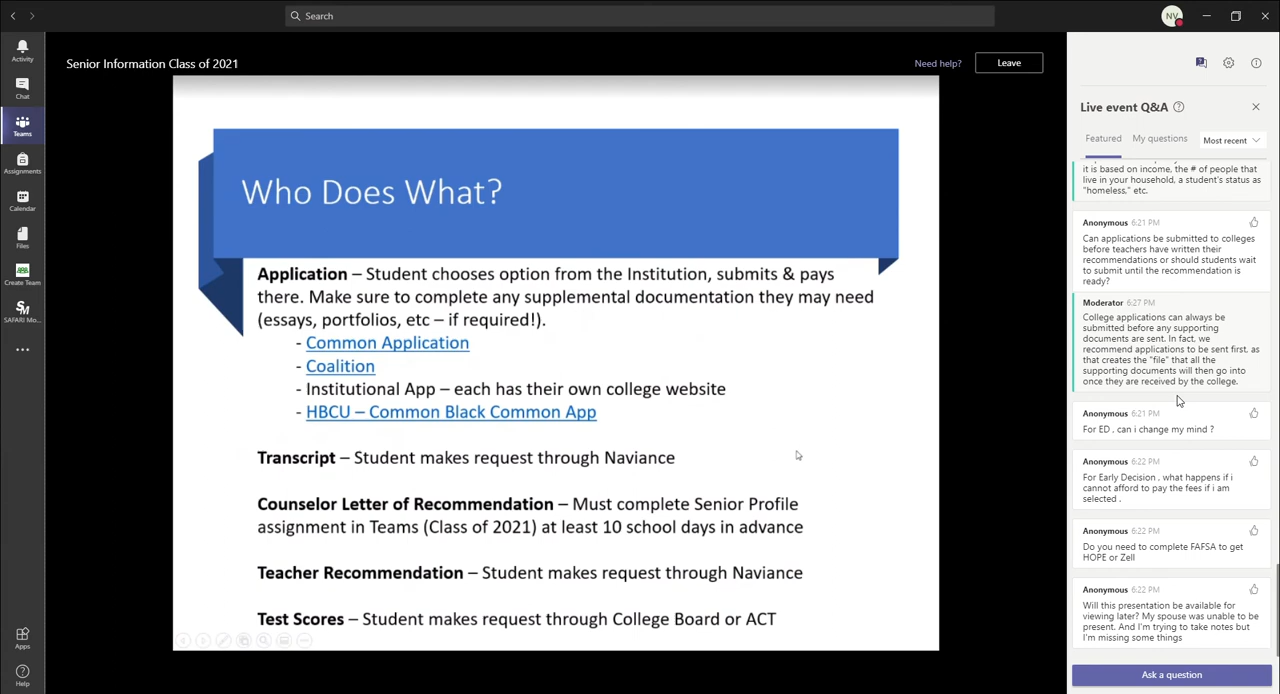 Search
NV
Activity
Chat
Teams
Assignments
Calendar
Files
Create Team
SAFARI Mo...
Apps
Help
Senior Information Class of 2021
Need help?
Leave
Who Does What?
Application – Student chooses option from the Institution, submits & pays
there. Make sure to complete any supplemental documentation they may need
(essays, portfolios, etc – if required!).
- Common Application
- Coalition
- Institutional App – each has their own college website
- HBCU – Common Black Common App
Transcript – Student makes request through Naviance
Counselor Letter of Recommendation – Must complete Senior Profile
assignment in Teams (Class of 2021) at least 10 school days in advance
Teacher Recommendation – Student makes request through Naviance
Test Scores – Student makes request through College Board or ACT
Live event Q&A
Featured My questions Most recent
it is based on income, the # of people that
live in your household, a student's status as
"homeless," etc.
Anonymous 6:21 PM
Can applications be submitted to colleges
before teachers have written their
recommendations or should students wait
to submit until the recommendation is
ready?
Moderator 6:27 PM
College applications can always be
submitted before any supporting
documents are sent. In fact, we
recommend applications to be sent first, as
that creates the "file" that all the
supporting documents will then go into
once they are received by the college.
Anonymous 6:21 PM
For ED , can i change my mind ?
Anonymous 6:22 PM
For Early Decision , what happens if i
cannot afford to pay the fees if i am
selected .
Anonymous 6:22 PM
Do you need to complete FAFSA to get
HOPE or Zell
Anonymous 6:22 PM
Will this presentation be available for
viewing later? My spouse was unable to be
present. And I'm trying to take notes but
I'm missing some things
Ask a question